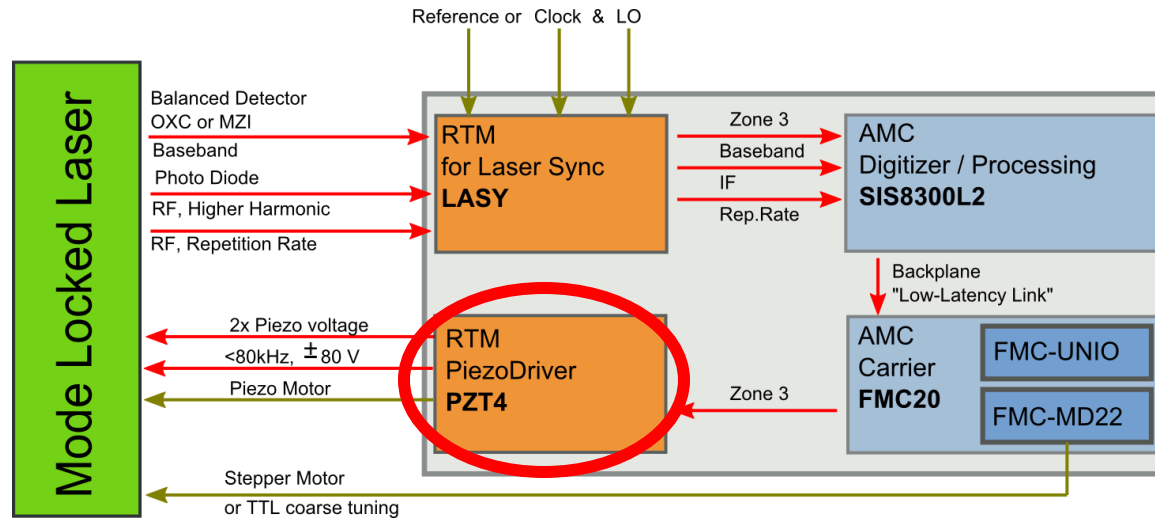 Reference or Clock & LO
Mode Locked Laser
Balanced Detector
OXC or MZI
Baseband
Photo Diode
RF, Higher Harmonic
RF, Repetition Rate
RTM
for Laser Sync
LASY
Zone 3
Baseband
IF
Rep.Rate
AMC
Digitizer / Processing
SIS8300L2
Backplane
"Low-Latency Link"
2x Piezo voltage
<80kHz, ±80 V
Piezo Motor
RTM
PiezoDriver
PZT4
Zone 3
AMC
Carrier
FMC20
FMC-UNIO
FMC-MD22
Stepper Motor
or TTL coarse tuning